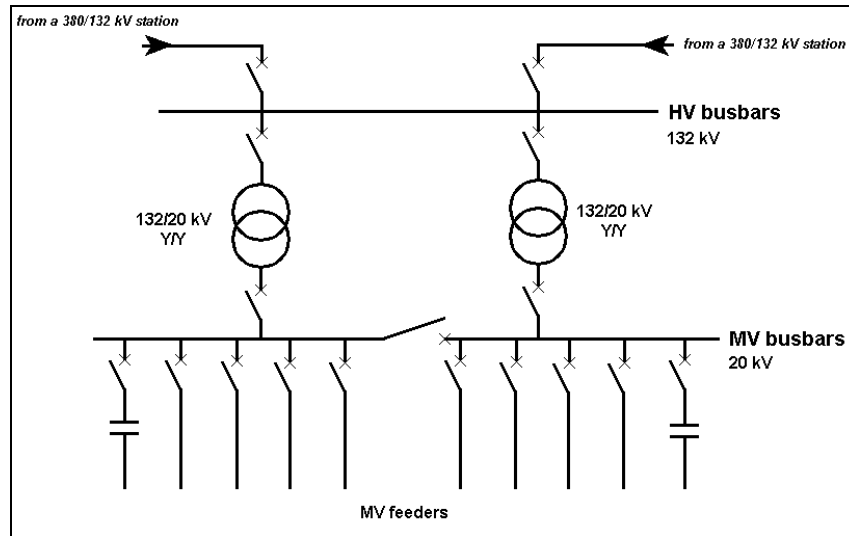 from a 380/132 kV station
from a 380/132 kV station
HV busbars
132 kV
132/20 kV
Y/Y
132/20 kV
Y/Y
MV busbars
20 kV
MV feeders